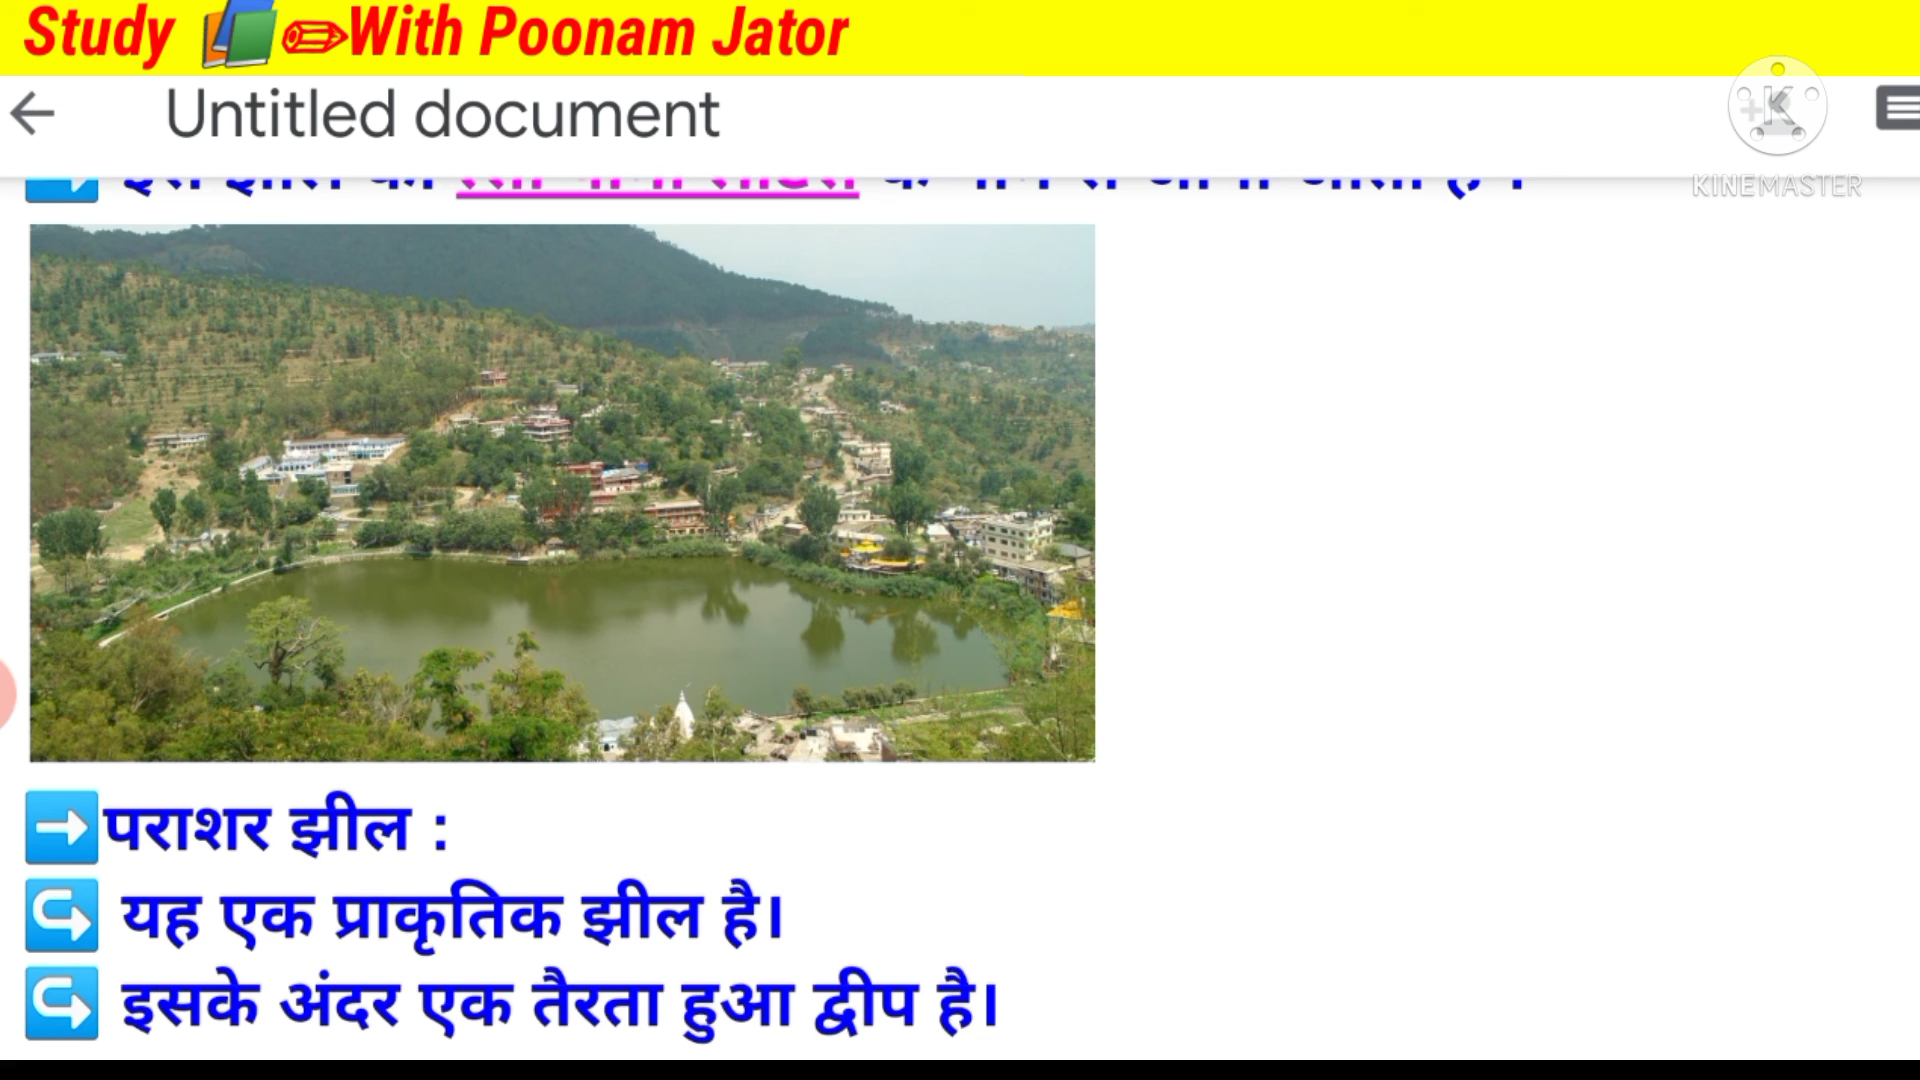 Study 📚✏With Poonam Jator
Untitled document
KINEMASTER
➡पराशर झील :
↪ यह एक प्राकृतिक झील है।
↪ इसके अंदर एक तैरता हुआ द्वीप है।